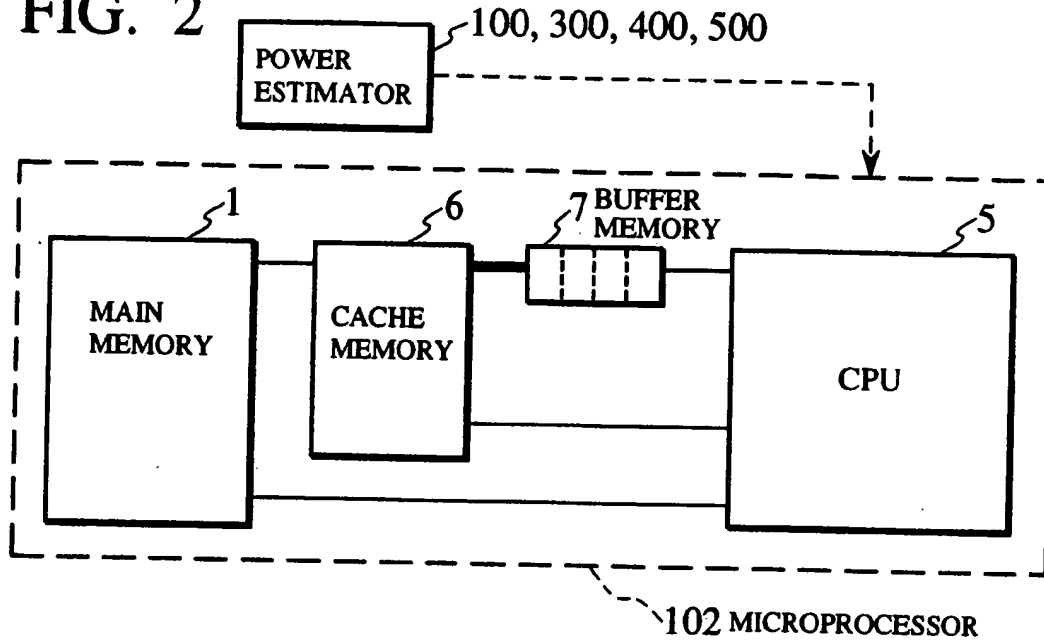 FIG. 2
100, 300, 400, 500
POWER
ESTIMATOR
1
6
7 BUFFER
MEMORY
5
MAIN
MEMORY
CACHE
MEMORY
CPU
102 MICROPROCESSOR